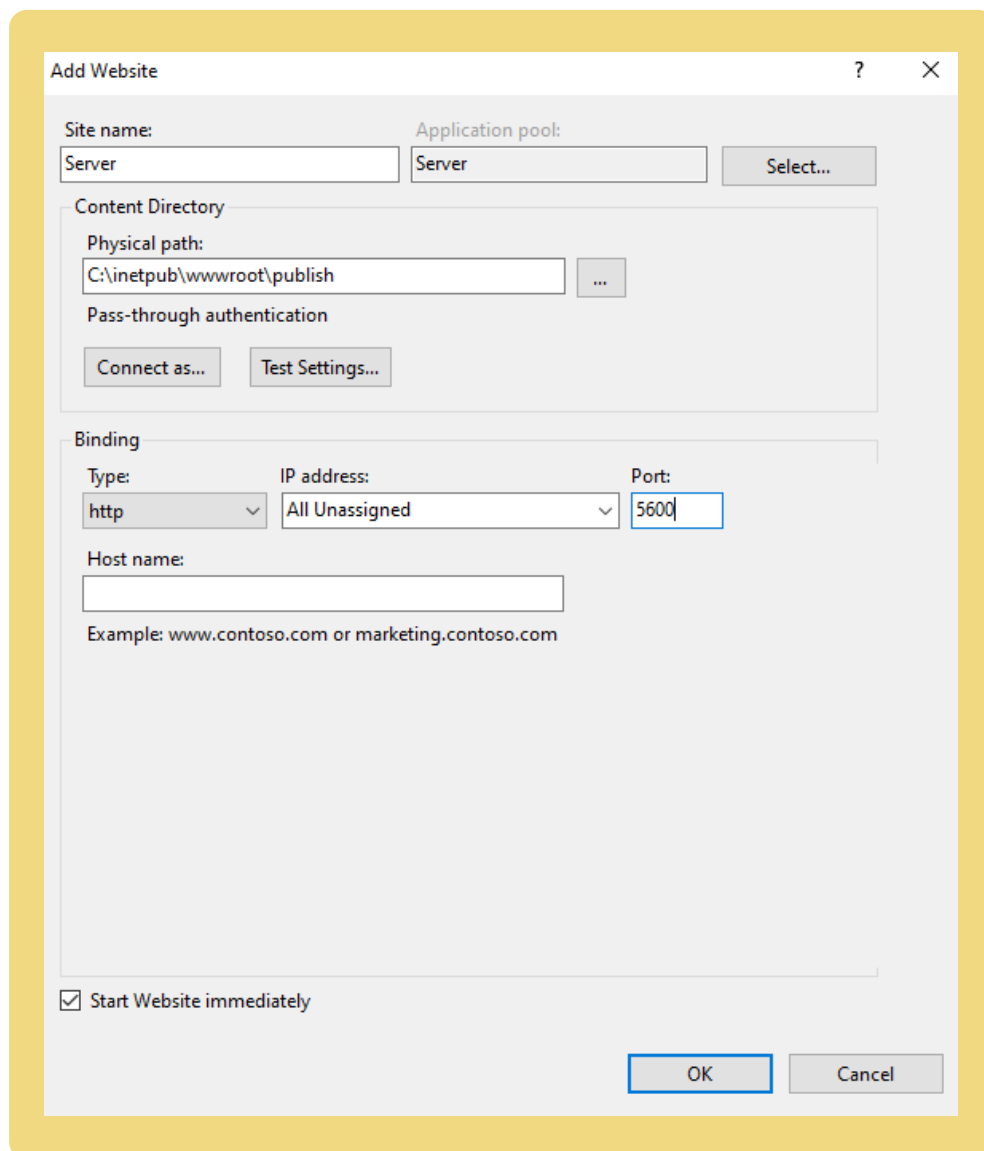 Add Website ?
Site name: Application pool:
Server Server Select...
Content Directory
Physical path:
C:\inetpub\wwwroot\publish ...
Pass-through authentication
Connect as... Test Settings...
Binding
Type: IP address: Port:
http All Unassigned 5600
Host name:
Example: www.contoso.com or marketing.contoso.com
Start Website immediately
OK Cancel